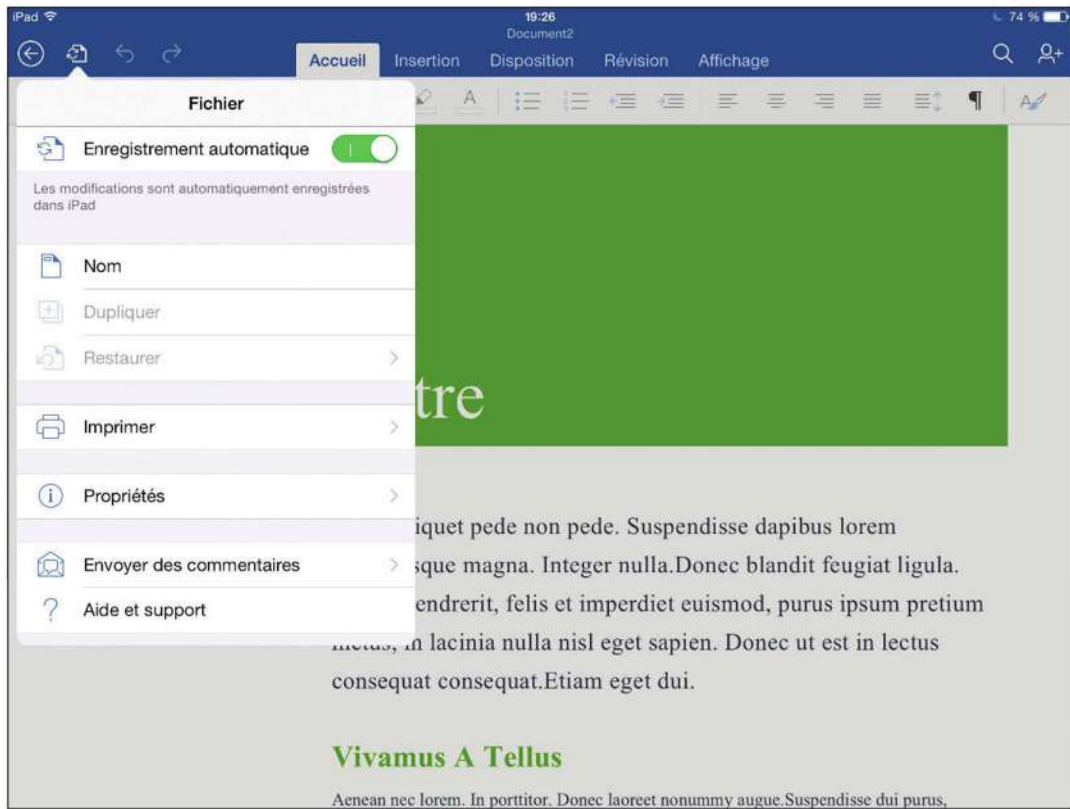 iPad 19:26 74 %
Document2
Accueil Insertion Disposition Révision Affichage
Fichier
Enregistrement automatique
Les modifications sont automatiquement enregistrées
dans iPad
Nom
Dupliquer
Restaurer
Imprimer
Propriétés
Envoyer des commentaires
Aide et support
tre
iquet pede non pede. Suspendisse dapibus lorem
sque magna. Integer nulla.Donec blandit feugiat ligula.
endrerit, felis et imperdiet euismod, purus ipsum pretium
metus, in lacinia nulla nisl eget sapien. Donec ut est in lectus
consequat consequat.Etiam eget dui.
Vivamus A Tellus
Aenean nec lorem. In porttitor. Donec laoreet nonummy augue.Suspendisse dui purus,